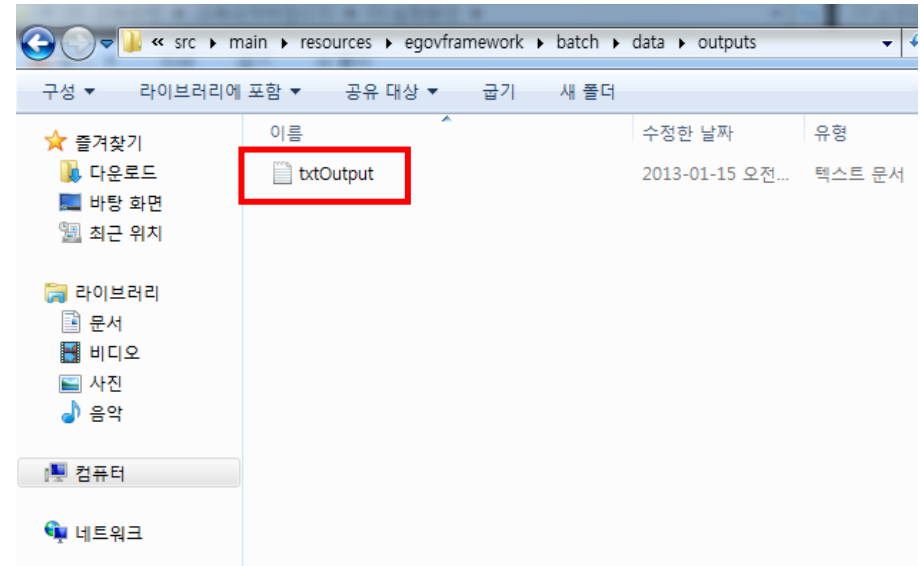 « src ▸ main ▸ resources ▸ egovframework ▸ batch ▸ data ▸ outputs
구성 ▼ 라이브러리에 포함 ▼ 공유 대상 ▼ 굽기 새 폴더
이름 수정한 날짜 유형
txtOutput 2013-01-15 오전... 텍스트 문서
즐겨찾기
다운로드
바탕 화면
최근 위치
라이브러리
문서
비디오
사진
음악
컴퓨터
네트워크